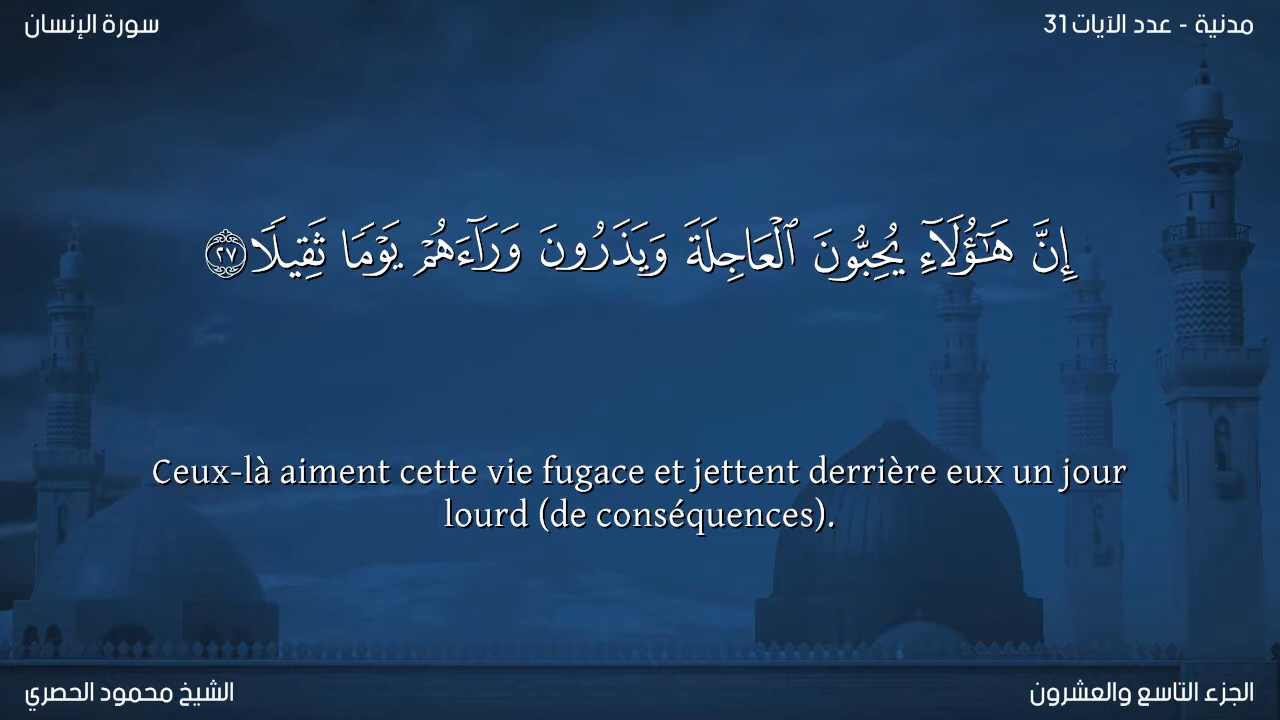 مدنية - عدد الآيات 31
سورة الإنسان
إِنَّ هَٰٓؤُلَآءِ يُحِبُّونَ ٱلْعَاجِلَةَ وَيَذَرُونَ وَرَآءَهُمْ يَوْمًا ثَقِيلًا ٢٧
Ceux-là aiment cette vie fugace et jettent derrière eux un jour
lourd (de conséquences).
الجزء التاسع والعشرون
الشيخ محمود الحصري